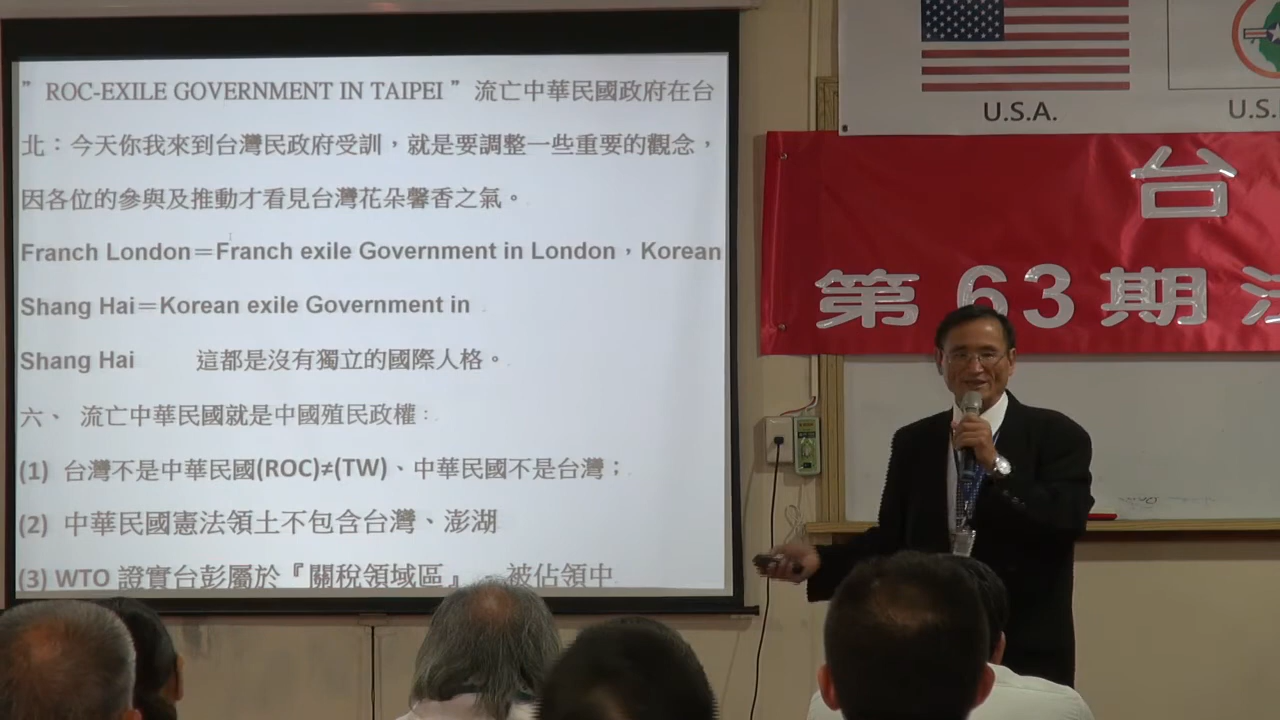 ” ROC-EXILE GOVERNMENT IN TAIPEI ” 流亡中華民國政府在台
北：今天你我來到台灣民政府受訓，就是要調整一些重要的觀念，
因各位的參與及推動才看見台灣花朵馨香之氣。
Franch London＝Franch exile Government in London，Korean
Shang Hai＝Korean exile Government in
Shang Hai 這都是沒有獨立的國際人格。
六、 流亡中華民國就是中國殖民政權：
(1) 台灣不是中華民國(ROC)≠(TW)、中華民國不是台灣；
(2) 中華民國憲法領土不包含台灣、澎湖
(3) WTO 證實台彭屬於『關稅領域區』 被佔領中
U.S.A.
U.S.
台
第 63 期